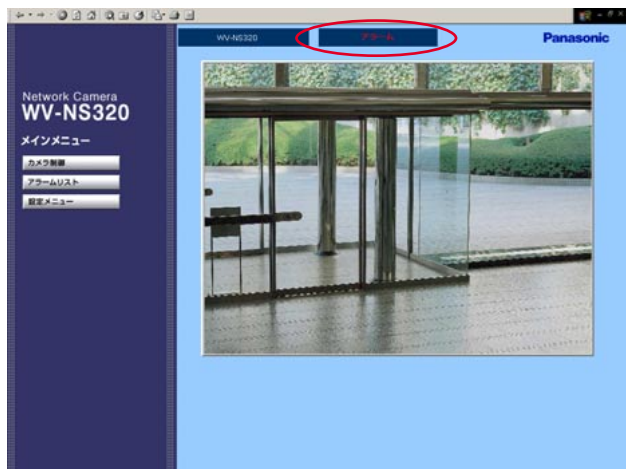 WV-NS320
アラーム
Panasonic
Network Camera
WV-NS320
メインメニュー
カメラ制御
アラームリスト
設定メニュー